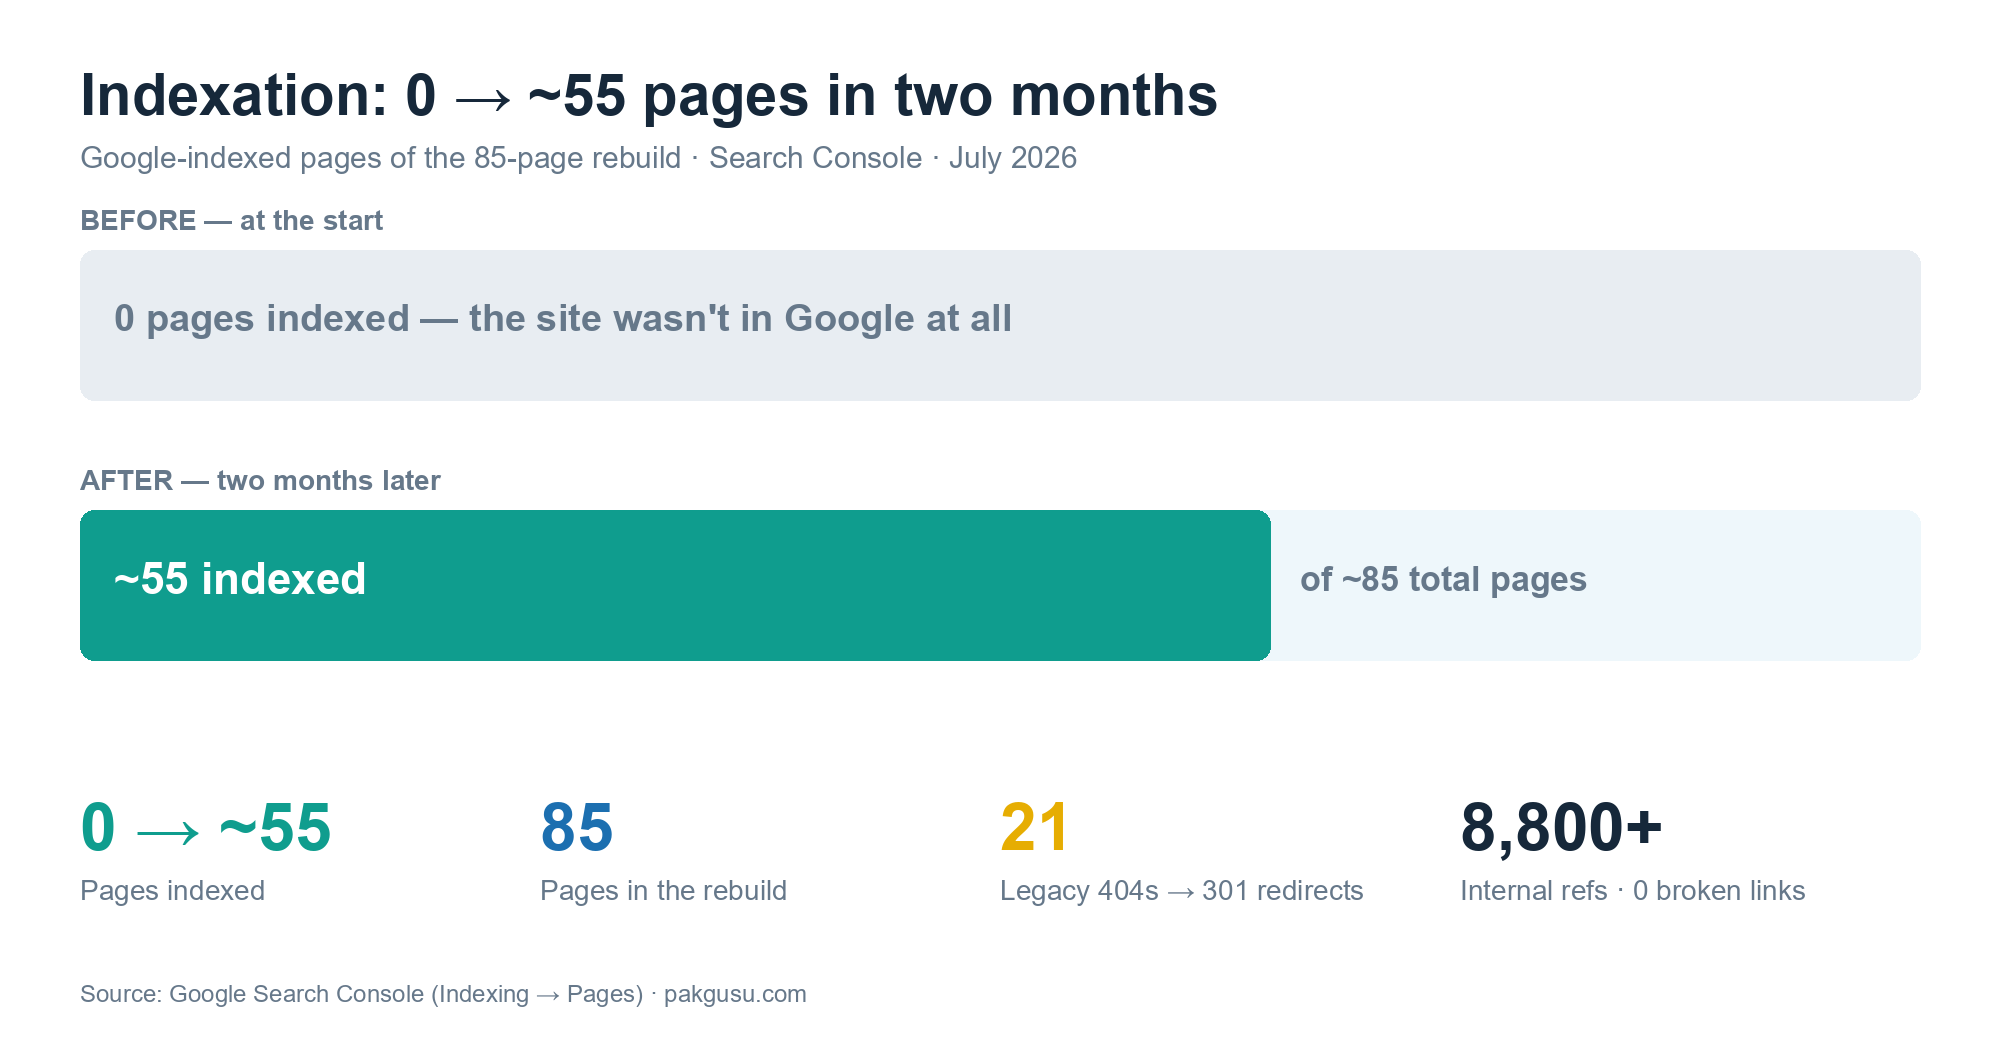 Indexation: 0 → ~55 pages in two months
Google-indexed pages of the 85-page rebuild · Search Console · July 2026
BEFORE — at the start
0 pages indexed — the site wasn't in Google at all
AFTER — two months later
~55 indexed
of ~85 total pages
0 → ~55
Pages indexed
85
Pages in the rebuild
21
Legacy 404s → 301 redirects
8,800+
Internal refs · 0 broken links
Source: Google Search Console (Indexing → Pages) · pakgusu.com